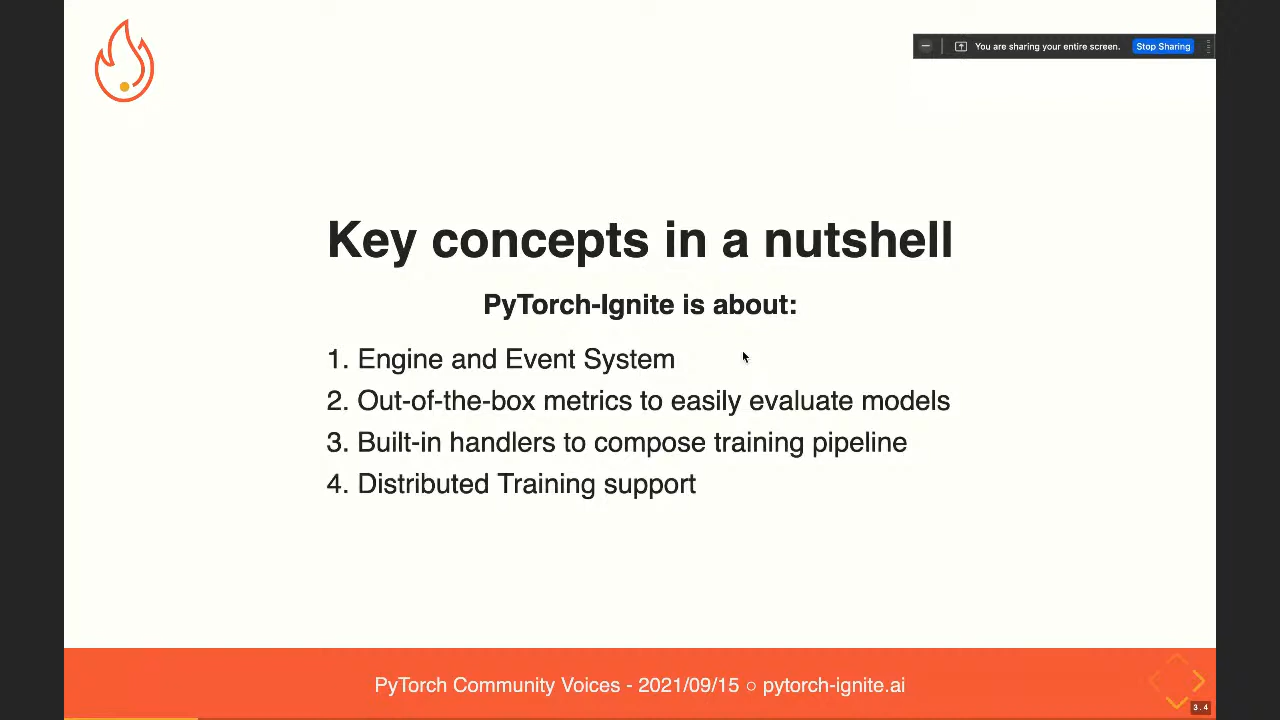 You are sharing your entire screen. Stop Sharing
Key concepts in a nutshell
PyTorch-Ignite is about:
1. Engine and Event System
2. Out-of-the-box metrics to easily evaluate models
3. Built-in handlers to compose training pipeline
4. Distributed Training support
PyTorch Community Voices - 2021/09/15 ○ pytorch-ignite.ai
3.4